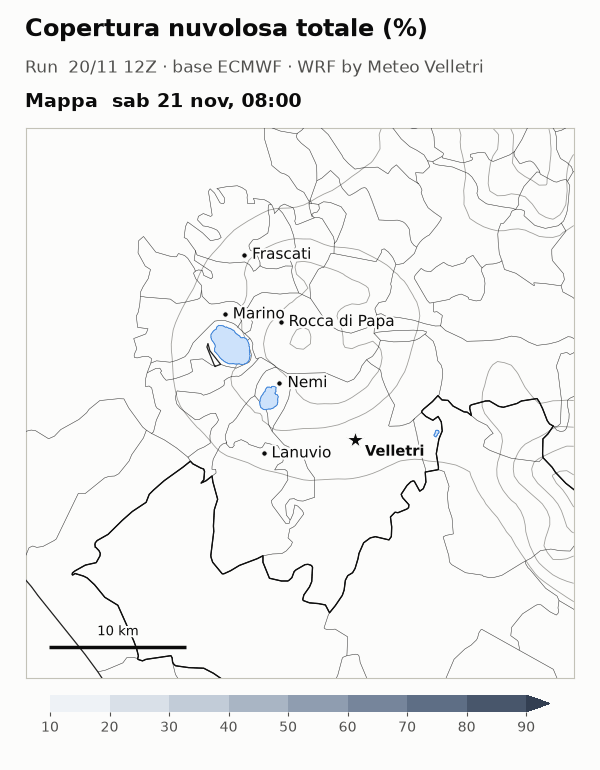 Copertura nuvolosa totale (%)
Run  20/11 12Z · base ECMWF · WRF by Meteo Velletri
Mappa  sab 21 nov, 08:00
Frascati
Marino
Rocca di Papa
Nemi
Velletri
Lanuvio
10 km
10 20 30 40 50 60 70 80 90